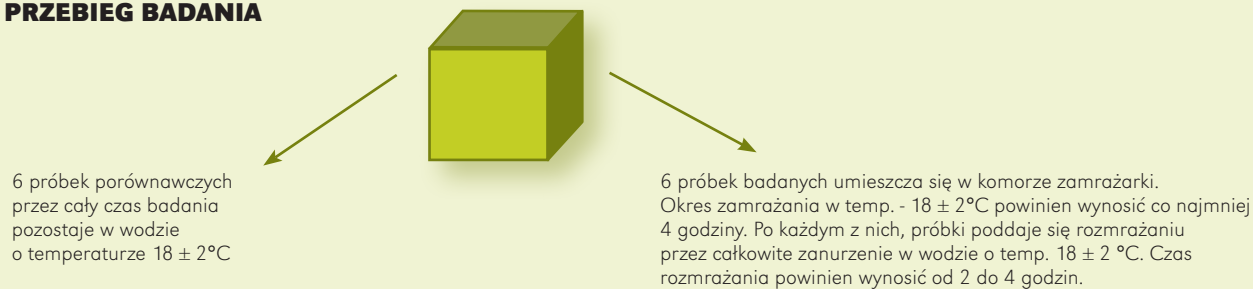 PRZEBIEG BADANIA
6 próbek porównawczych
przez cały czas badania
pozostaje w wodzie
o temperaturze 18 ± 2°C
6 próbek badanych umieszcza się w komorze zamrażarki.
Okres zamrażania w temp. - 18 ± 2°C powinien wynosić co najmniej
4 godziny. Po każdym z nich, próbki poddaje się rozmrażaniu
przez całkowite zanurzenie w wodzie o temp. 18 ± 2 °C. Czas
rozmrażania powinien wynosić od 2 do 4 godzin.